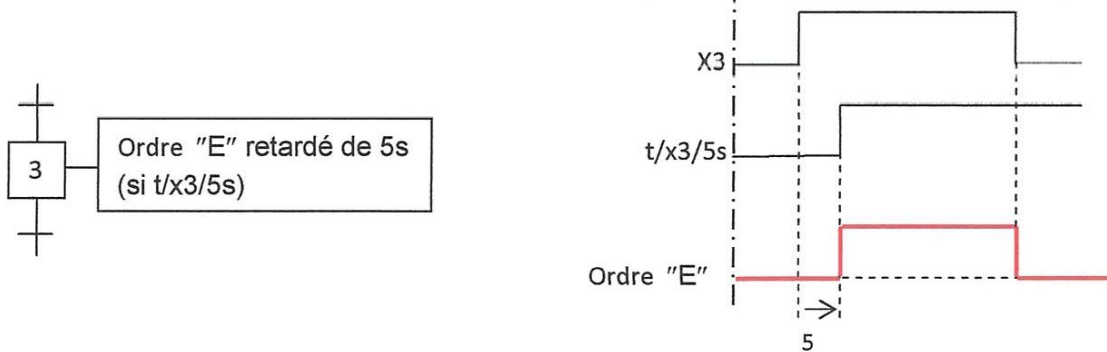 3
Ordre "E" retardé de 5s
(si t/x3/5s)
X3
t/x3/5s
Ordre "E"
5